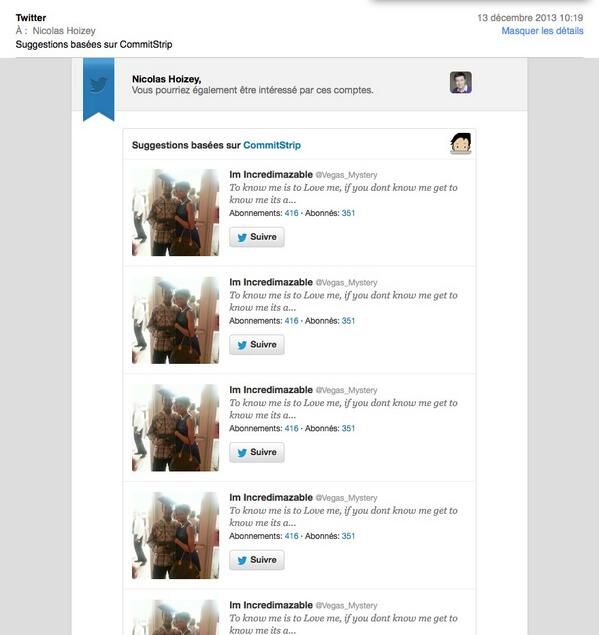 Twitter
13 décembre 2013 10:19
À : Nicolas Hoizey
Masquer les détails
Suggestions basées sur CommitStrip
Nicolas Hoizey,
Vous pourriez également être intéressé par ces comptes.
Suggestions basées sur CommitStrip
Im Incredimazable @Vegas_Mystery
To know me is to Love me, if you dont know me get to
know me its a...
Abonnements: 416 · Abonnés: 351
Suivre
Im Incredimazable @Vegas_Mystery
To know me is to Love me, if you dont know me get to
know me its a...
Abonnements: 416 · Abonnés: 351
Suivre
Im Incredimazable @Vegas_Mystery
To know me is to Love me, if you dont know me get to
know me its a...
Abonnements: 416 · Abonnés: 351
Suivre
Im Incredimazable @Vegas_Mystery
To know me is to Love me, if you dont know me get to
know me its a...
Abonnements: 416 · Abonnés: 351
Suivre
Im Incredimazable @Vegas_Mystery
To know me is to Love me, if you dont know me get to
know me its a...